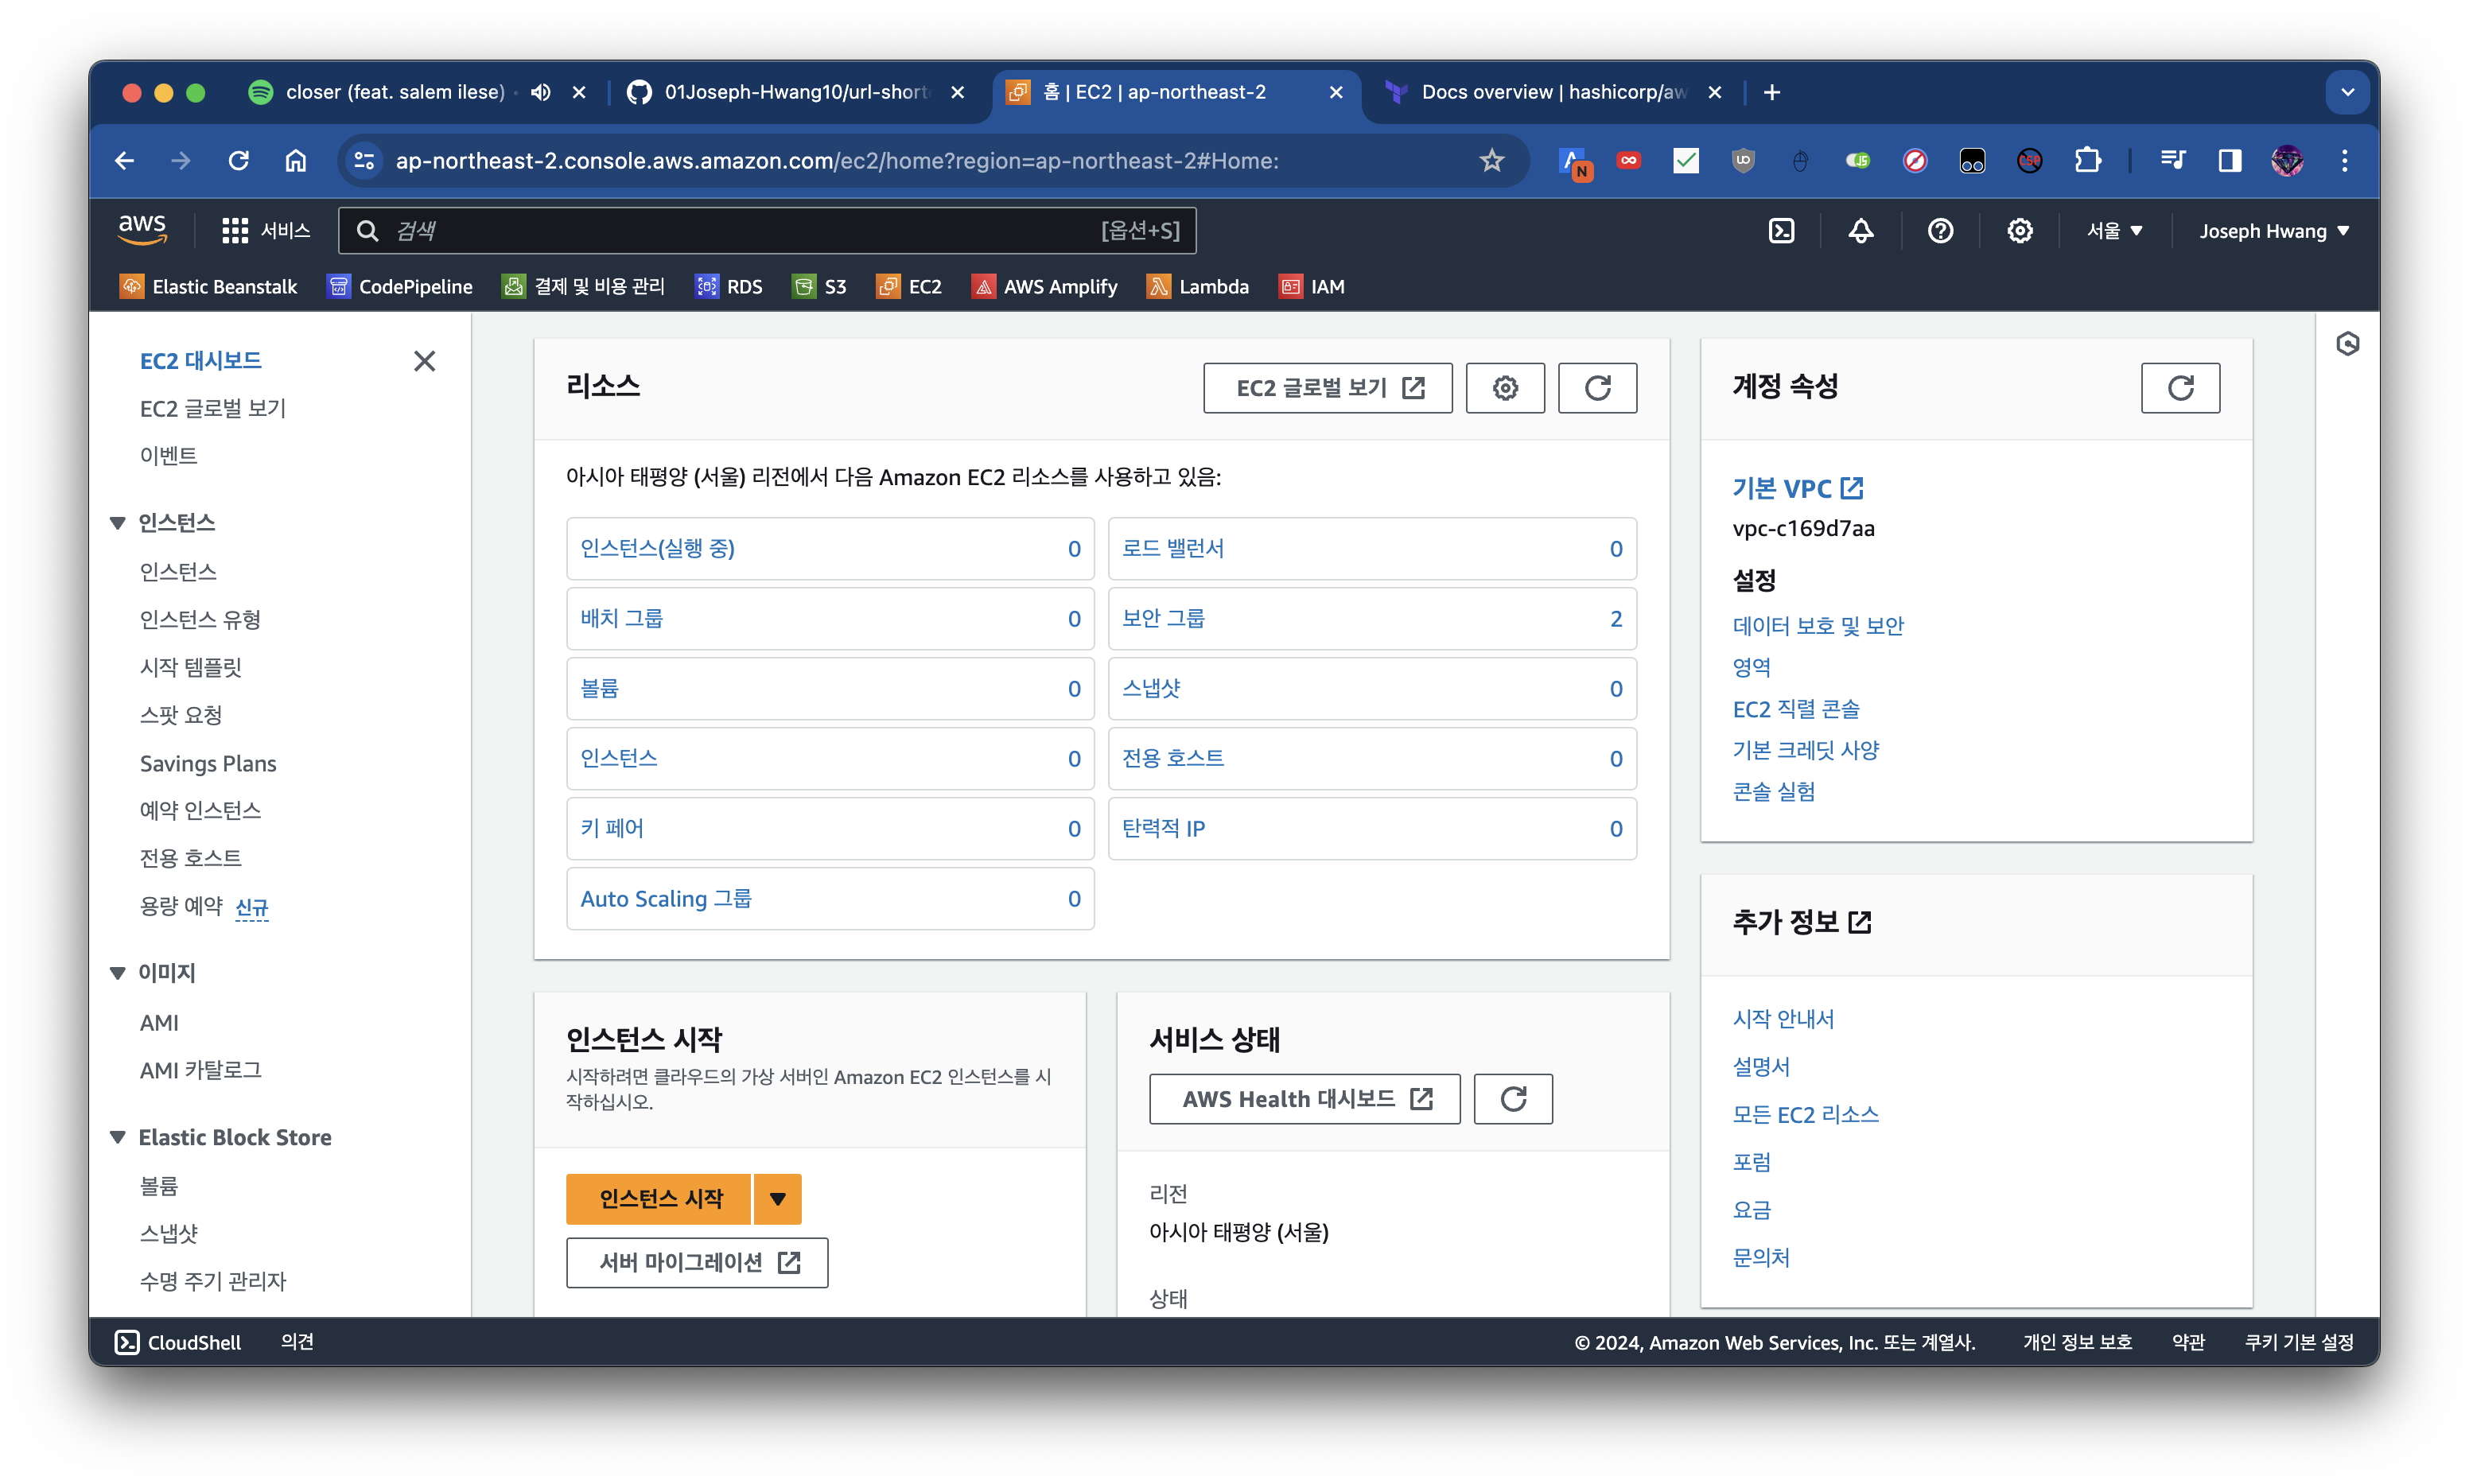 closer (feat. salem ilese)
01Joseph-Hwang10/url-short
홈 | EC2 | ap-northeast-2
Docs overview | hashicorp/aw
ap-northeast-2.console.aws.amazon.com/ec2/home?region=ap-northeast-2#Home:
aws
서비스
검색
[옵션+S]
서울
Joseph Hwang
Elastic Beanstalk
CodePipeline
결제 및 비용 관리
RDS
S3
EC2
AWS Amplify
Lambda
IAM
EC2 대시보드
EC2 글로벌 보기
이벤트
인스턴스
인스턴스
인스턴스 유형
시작 템플릿
스팟 요청
Savings Plans
예약 인스턴스
전용 호스트
용량 예약 신규
이미지
AMI
AMI 카탈로그
Elastic Block Store
볼륨
스냅샷
수명 주기 관리자
리소스
EC2 글로벌 보기
아시아 태평양 (서울) 리전에서 다음 Amazon EC2 리소스를 사용하고 있음:
인스턴스(실행 중) 0
로드 밸런서 0
배치 그룹 0
보안 그룹 2
볼륨 0
스냅샷 0
인스턴스 0
전용 호스트 0
키 페어 0
탄력적 IP 0
Auto Scaling 그룹 0
인스턴스 시작
시작하려면 클라우드의 가상 서버인 Amazon EC2 인스턴스를 시
작하십시오.
인스턴스 시작
서버 마이그레이션
서비스 상태
AWS Health 대시보드
리전
아시아 태평양 (서울)
상태
계정 속성
기본 VPC
vpc-c169d7aa
설정
데이터 보호 및 보안
영역
EC2 직렬 콘솔
기본 크레딧 사양
콘솔 실험
추가 정보
시작 안내서
설명서
모든 EC2 리소스
포럼
요금
문의처
CloudShell
의견
© 2024, Amazon Web Services, Inc. 또는 계열사.
개인 정보 보호
약관
쿠키 기본 설정